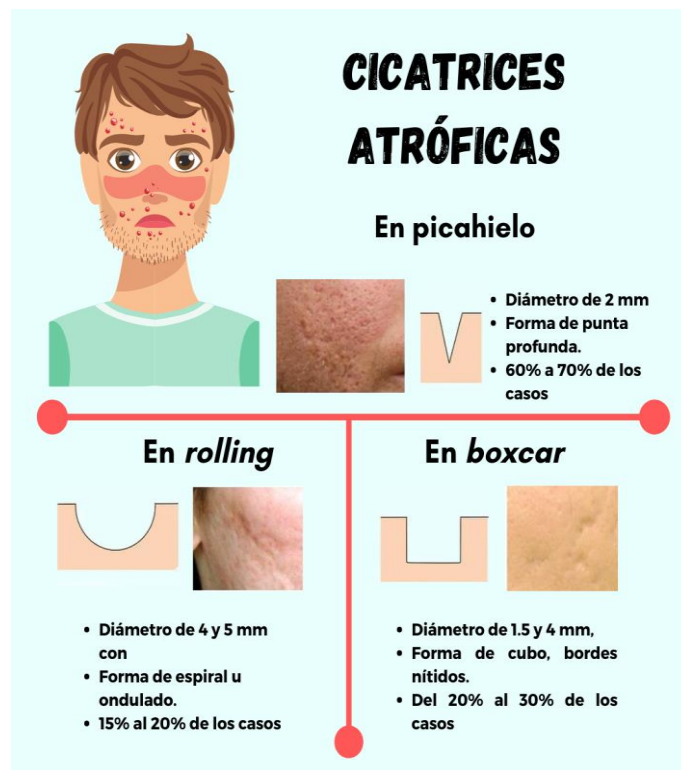 CICATRICES
ATRÓFICAS
En picahielo
• Diámetro de 2 mm
• Forma de punta
profunda.
• 60% a 70% de los
casos
En rolling
• Diámetro de 4 y 5 mm
con
• Forma de espiral u
ondulado.
• 15% al 20% de los casos
En boxcar
• Diámetro de 1.5 y 4 mm,
• Forma de cubo, bordes
nítidos.
• Del 20% al 30% de los
casos